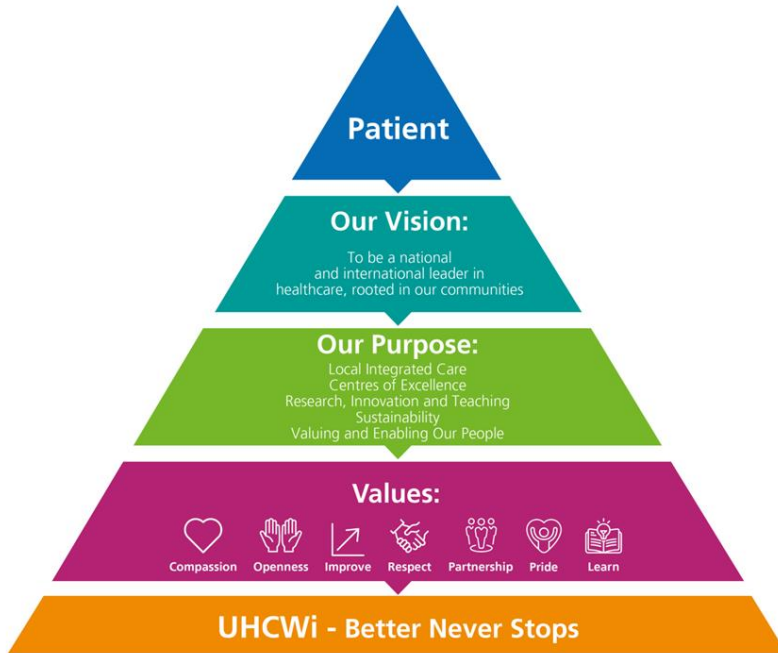 Patient
Our Vision:
To be a national
and international leader in
healthcare, rooted in our communities
Our Purpose:
Local Integrated Care
Centres of Excellence
Research, Innovation and Teaching
Sustainability
Valuing and Enabling Our People
Values:
Compassion Openness Improve Respect Partnership Pride Learn
UHCWi - Better Never Stops